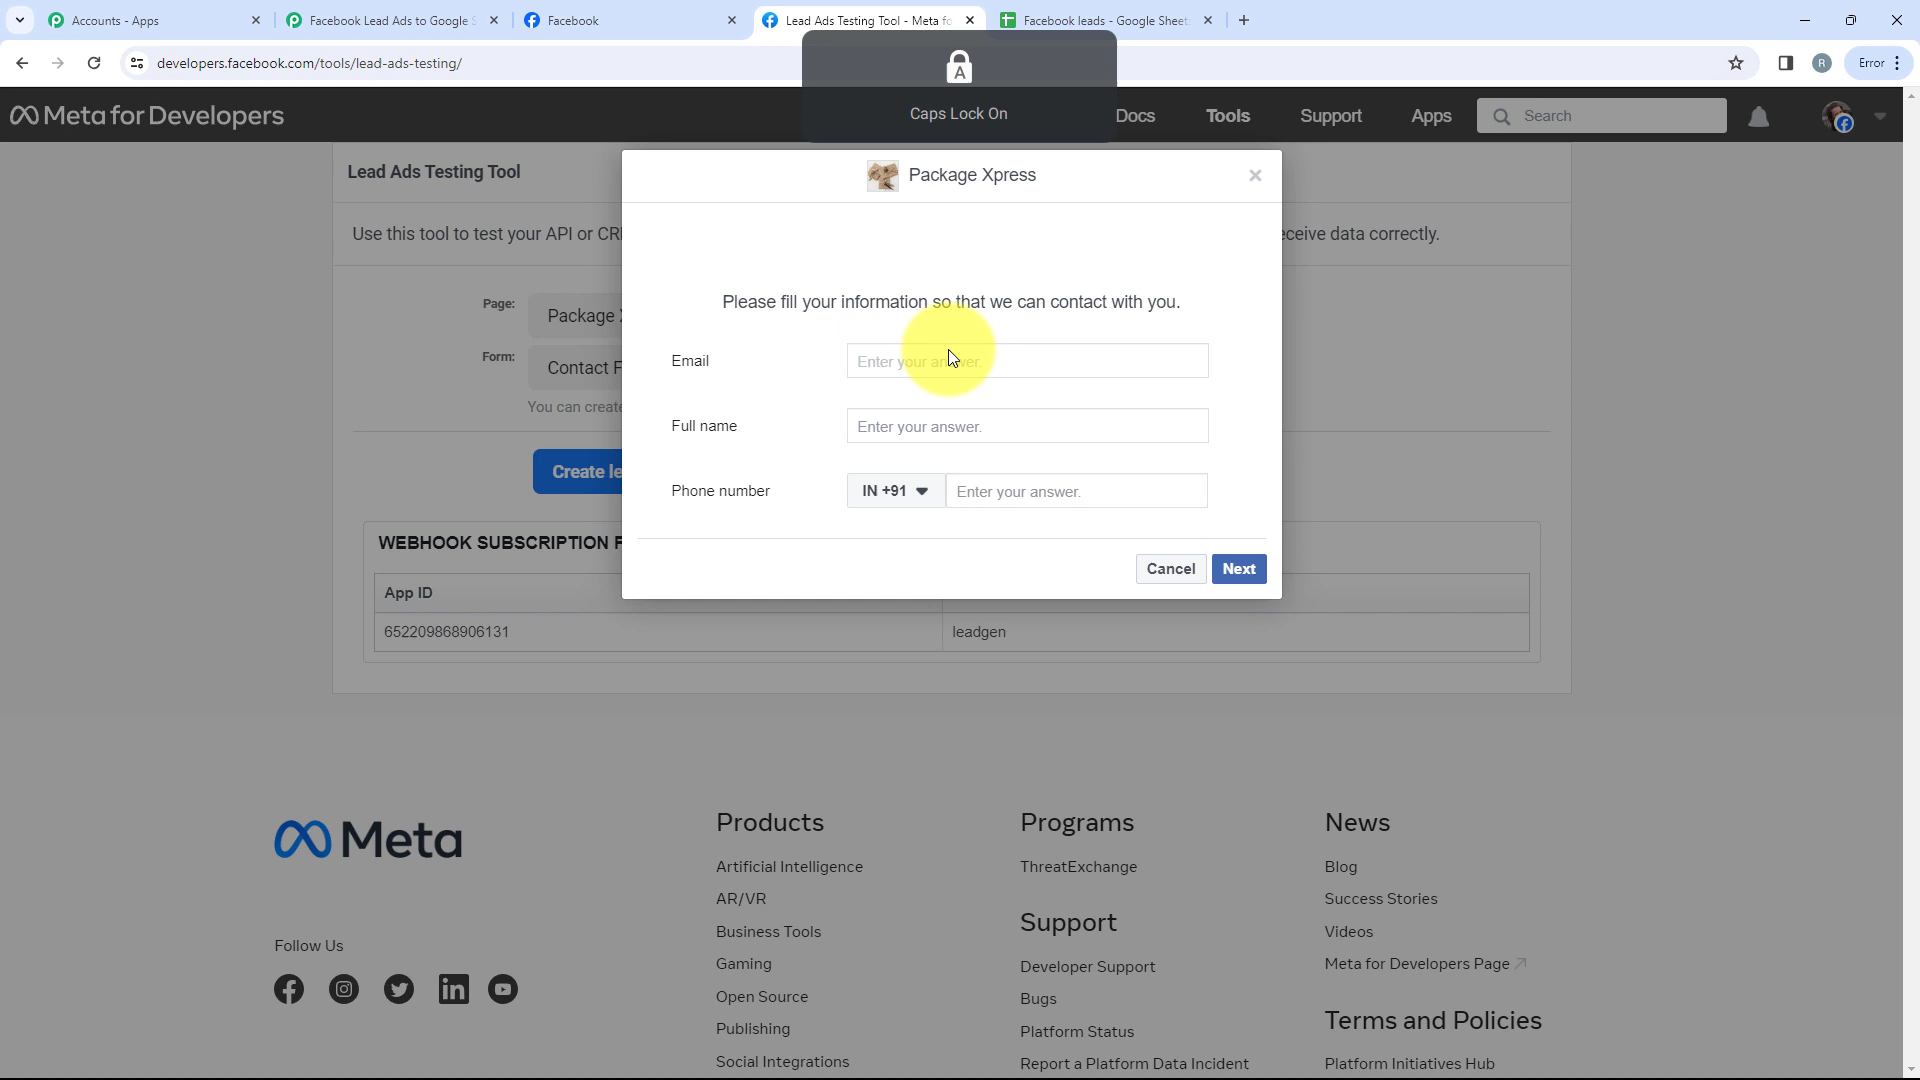 Accounts - Apps
Facebook Lead Ads to Google S
Facebook
Lead Ads Testing Tool - Meta fo
Facebook leads - Google Sheets
developers.facebook.com/tools/lead-ads-testing/
R
Error
A
Caps Lock On
Meta for Developers
Docs
Tools
Support
Apps
Search
Lead Ads Testing Tool
Package Xpress
Use this tool to test your API or CR
eceive data correctly.
Please fill your information so that we can contact with you.
Page:
Package
Form:
Contact F
You can create
Email
Enter your answer.
Full name
Enter your answer.
Phone number
IN +91
Enter your answer.
Create le
Cancel
Next
WEBHOOK SUBSCRIPTION F
App ID
652209868906131
leadgen
Meta
Follow Us
Products
Artificial Intelligence
AR/VR
Business Tools
Gaming
Open Source
Publishing
Social Integrations
Programs
ThreatExchange
Support
Developer Support
Bugs
Platform Status
Report a Platform Data Incident
News
Blog
Success Stories
Videos
Meta for Developers Page
Terms and Policies
Platform Initiatives Hub